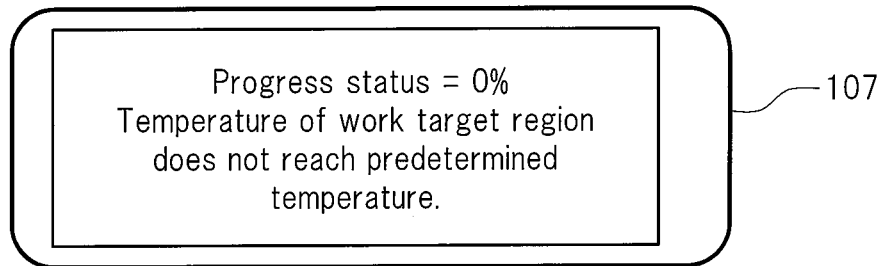 Progress status = 0%
Temperature of work target region
does not reach predetermined
temperature.
107